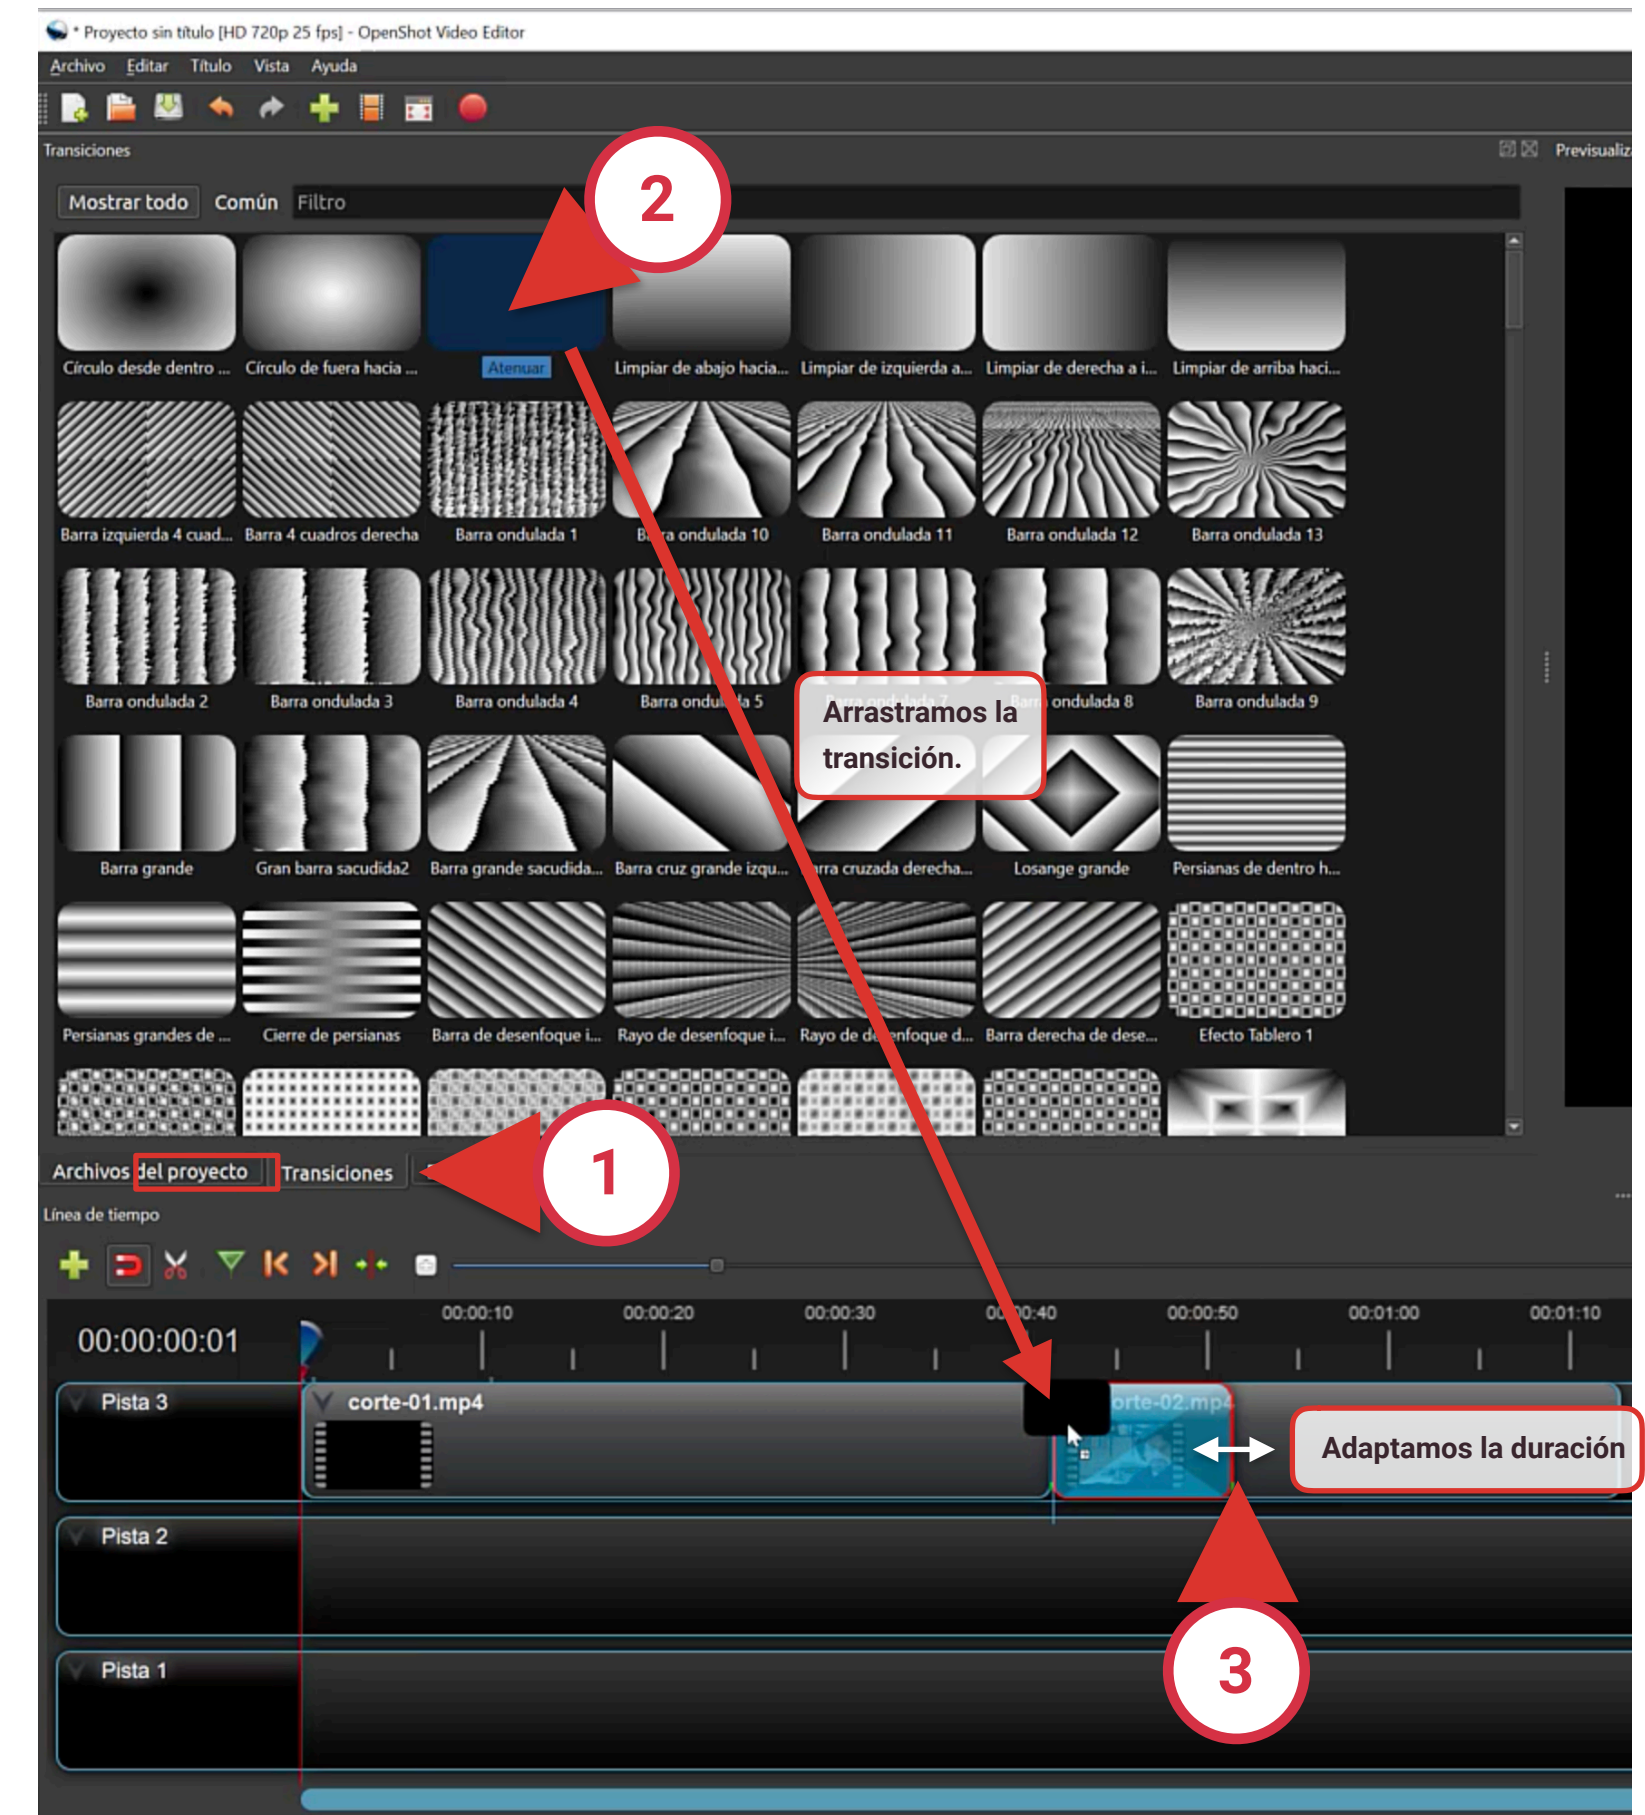 * Proyecto sin título [HD 720p 25 fps] - OpenShot Video Editor
Archivo Editar Título Vista Ayuda
Transiciones
Previsualiz
Mostrar todo Común Filtro
2
Círculo desde dentro ... Círculo de fuera hacia ... Atenuar Limpiar de abajo hacia... Limpiar de izquierda a... Limpiar de derecha a i... Limpiar de arriba haci...
Barra izquierda 4 cuad... Barra 4 cuadros derecha Barra ondulada 1 Barra ondulada 10 Barra ondulada 11 Barra ondulada 12 Barra ondulada 13
Barra ondulada 2 Barra ondulada 3 Barra ondulada 4 Barra ondulada 5 Barra ondulada 7 Barra ondulada 8 Barra ondulada 9
Arrastramos la
transición.
Barra grande Gran barra sacudida2 Barra grande sacudida... Barra cruz grande izqu... rra cruzada derecha... Losange grande Persianas de dentro h...
Persianas grandes de ... Cierre de persianas Barra de desenfoque i... Rayo de desenfoque i... Rayo de desenfoque d... Barra derecha de dese... Efecto Tablero 1
Archivos del proyecto Transiciones
1
Línea de tiempo
00:00:10 00:00:20 00:00:30 00:00:40 00:00:50 00:01:00 00:01:10
00:00:00:01
Pista 3 corte-01.mp4 orte-02.mp4
Adaptamos la duración
Pista 2
3
Pista 1